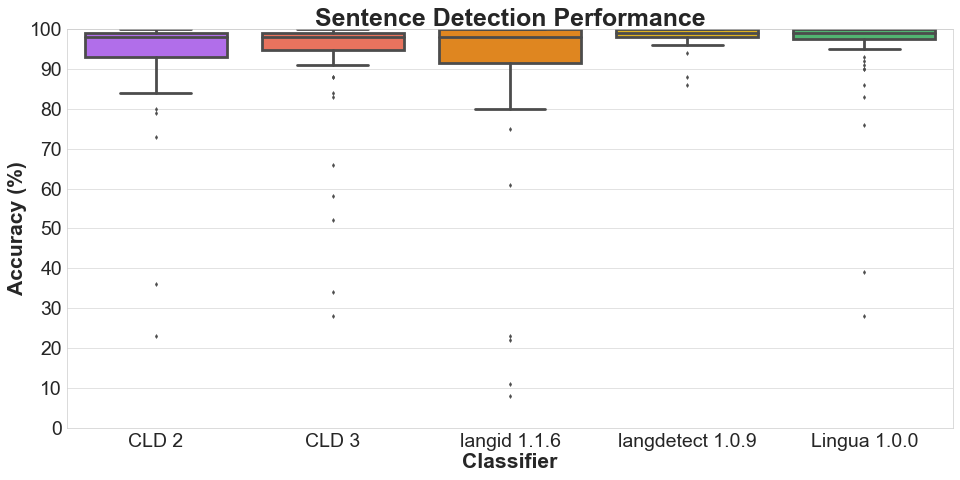 Sentence Detection Performance
100
90
80
70
60
50
40
30
20
10
0
Accuracy (%)
CLD 2 CLD 3 langid 1.1.6 langdetect 1.0.9 Lingua 1.0.0
Classifier